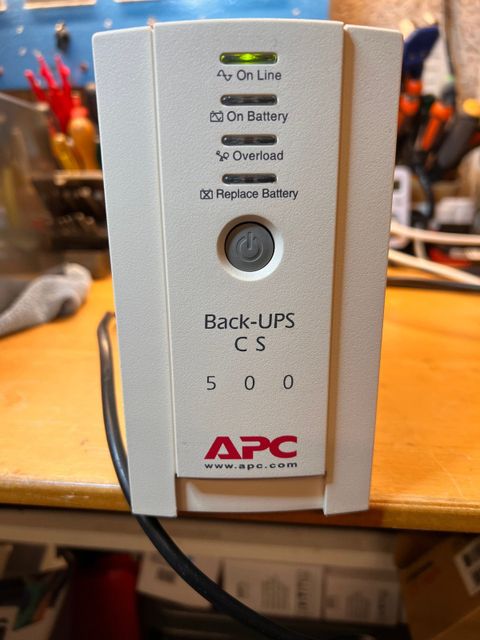 On Line
On Battery
Overload
Replace Battery
Back-UPS
CS
500
APC
www.apc.com